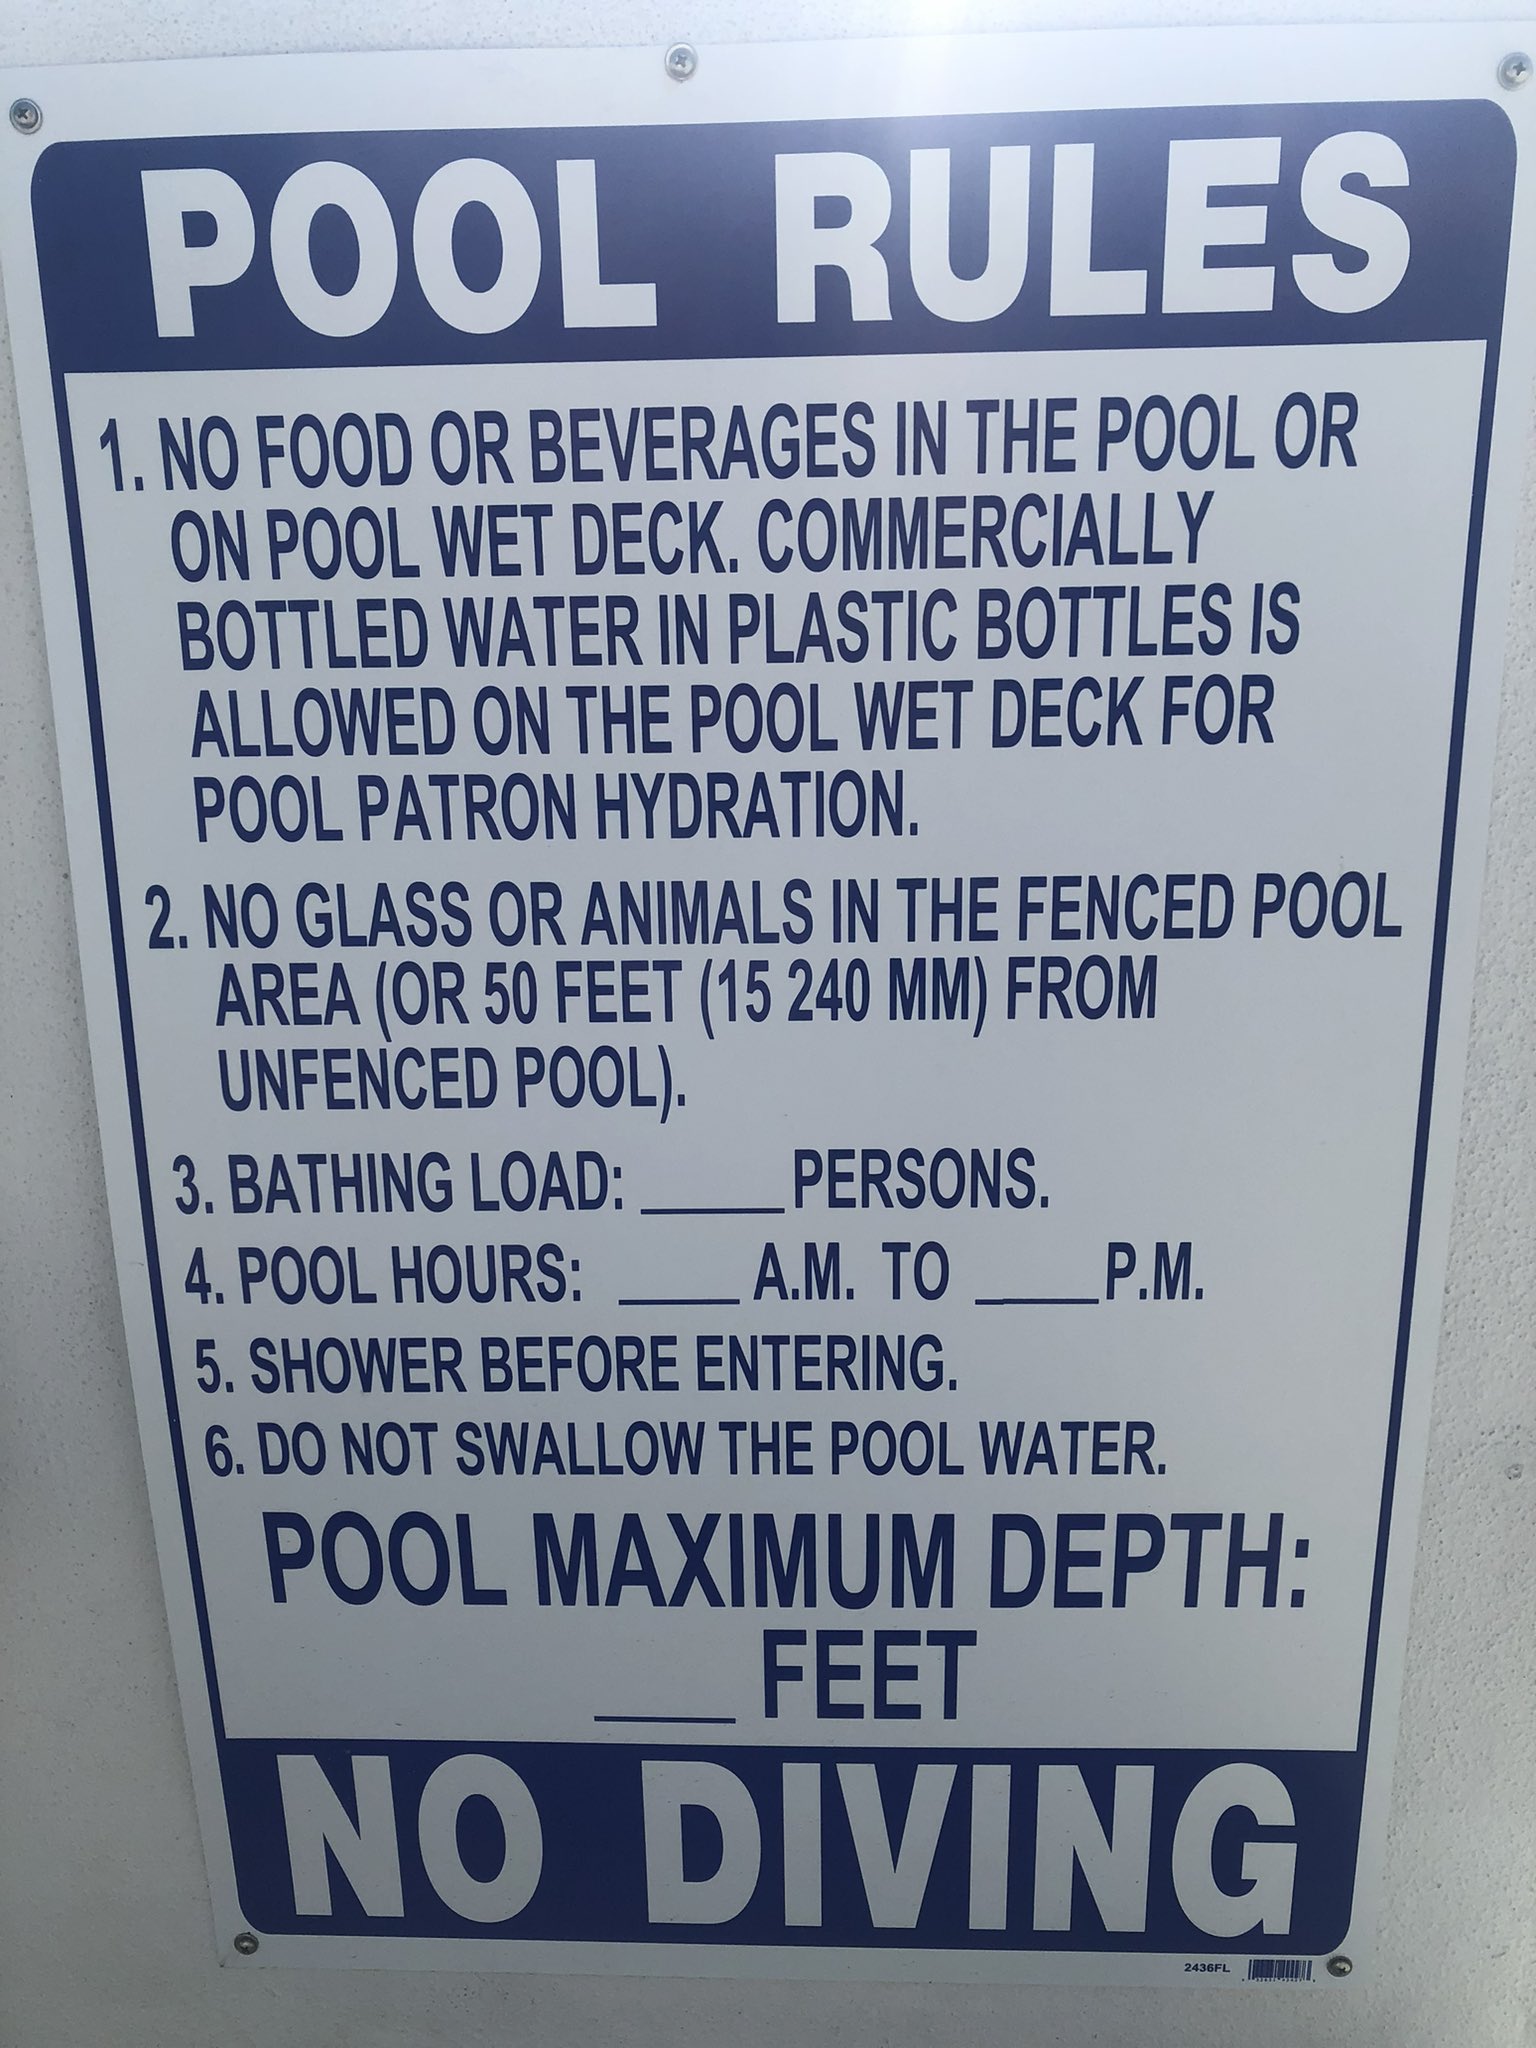 POOL RULES
1. NO FOOD OR BEVERAGES IN THE POOL OR
ON POOL WET DECK. COMMERCIALLY
BOTTLED WATER IN PLASTIC BOTTLES IS
ALLOWED ON THE POOL WET DECK FOR
POOL PATRON HYDRATION.
2. NO GLASS OR ANIMALS IN THE FENCED POOL
AREA (OR 50 FEET (15 240 MM) FROM
UNFENCED POOL).
3. BATHING LOAD: _____ PERSONS.
4. POOL HOURS: ____ A.M. TO ____ P.M.
5. SHOWER BEFORE ENTERING.
6. DO NOT SWALLOW THE POOL WATER.
POOL MAXIMUM DEPTH:
___ FEET
NO DIVING
2436FL